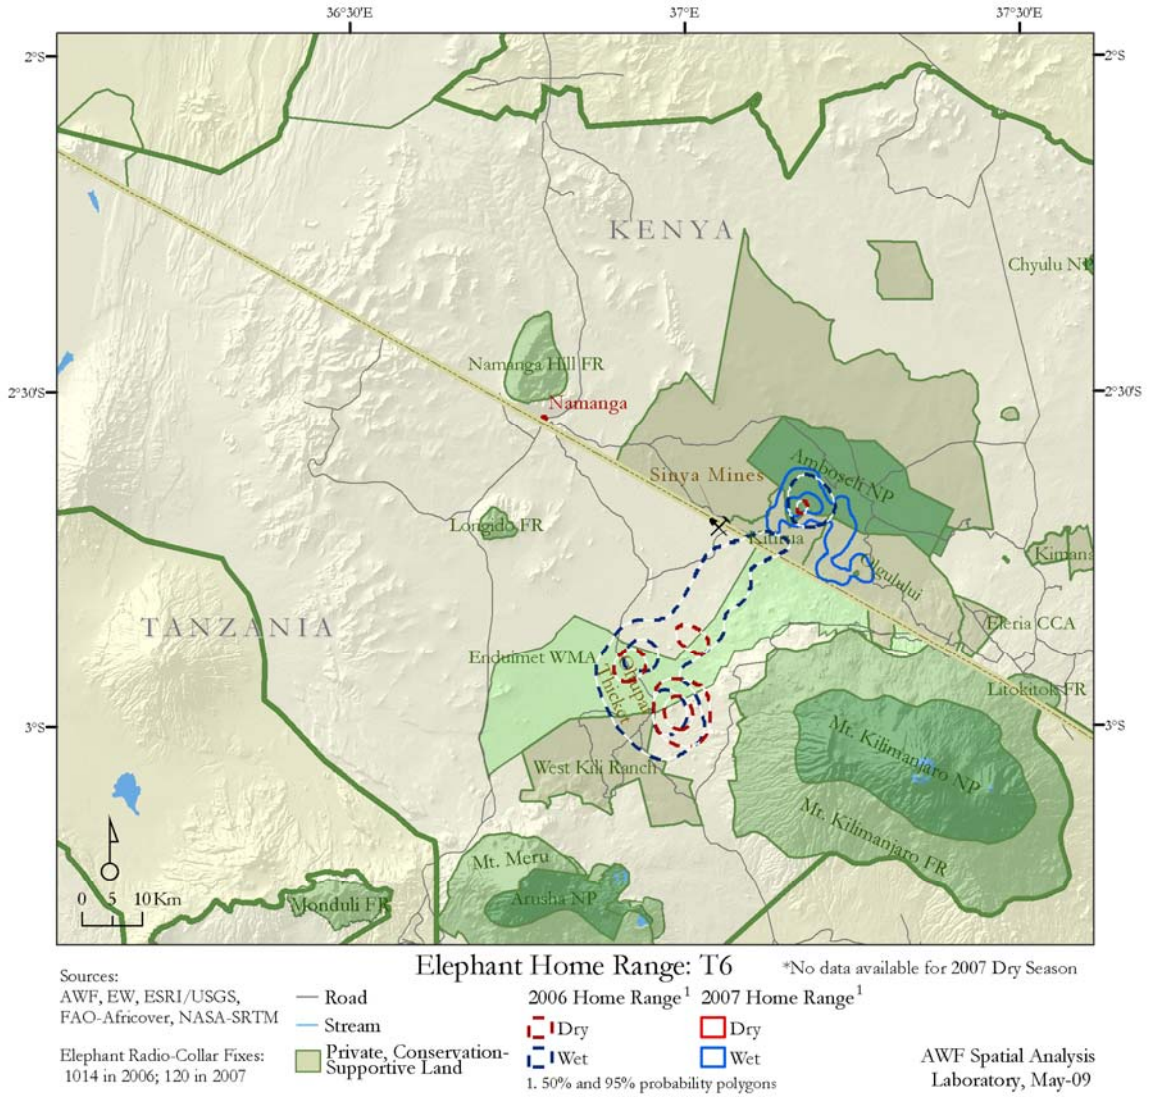 36°30'E 37°E 37°30'E
2°S 2°S
KENYA
Chyulu NP
Namanga Hill FR
2°30'S 2°30'S
Namanga
Sinya Mines
Amboseli NP
Longido FR
Kitirua
Kimana
Olgulului
TANZANIA
Eleria CCA
Enduimet WMA
Thicket
Litokitok FR
3°S 3°S
Mt. Kilimanjaro NP
West Kili Ranch
Mt. Kilimanjaro FR
Mt. Meru
0 5 10 Km
Monduli FR
Arusha NP
Elephant Home Range: T6
*No data available for 2007 Dry Season
Sources:
AWF, EW, ESRI/USGS,
FAO-Africover, NASA-SRTM
Elephant Radio-Collar Fixes:
1014 in 2006; 120 in 2007
Road
Stream
Private, Conservation-
Supportive Land
2006 Home Range1
Dry
Wet
2007 Home Range1
Dry
Wet
1. 50% and 95% probability polygons
AWF Spatial Analysis
Laboratory, May-09